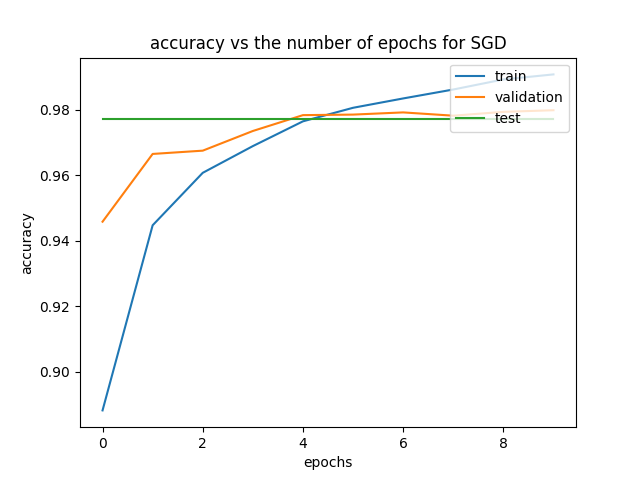 accuracy vs the number of epochs for SGD
train
validation
test
accuracy
0.98
0.96
0.94
0.92
0.90
0 2 4 6 8
epochs